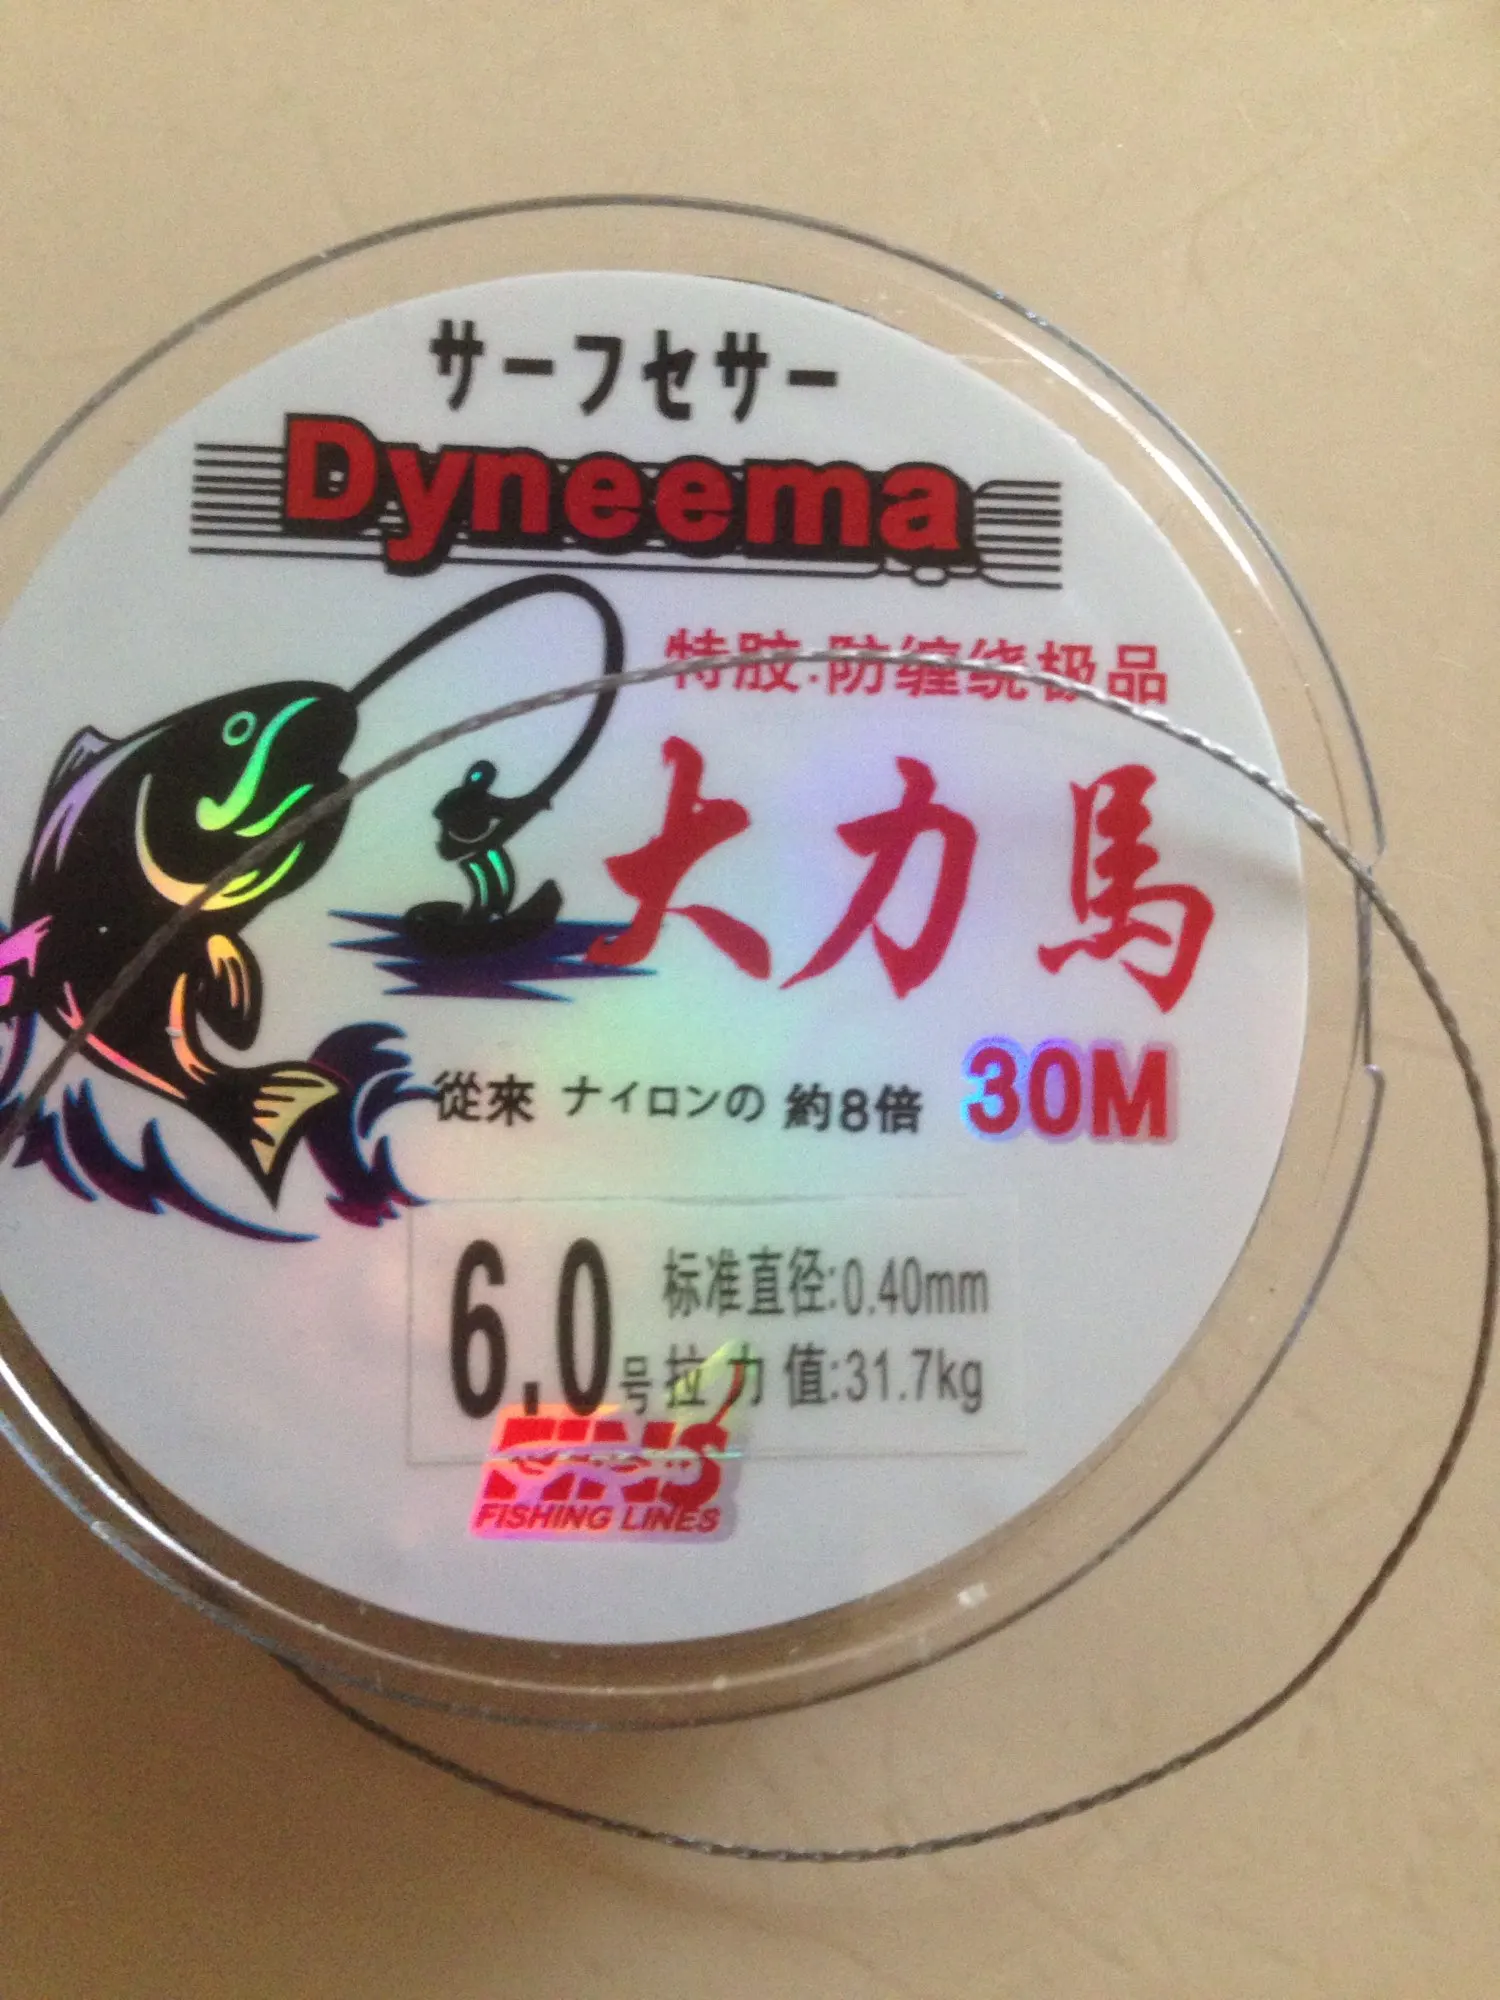 サーフセサー
Dyneema
特胶.防缠绕极品
大力馬
從來 ナイロンの 約8倍 30M
6.0号
标准直径:0.40mm
拉力值:31.7kg
FISHING LINES